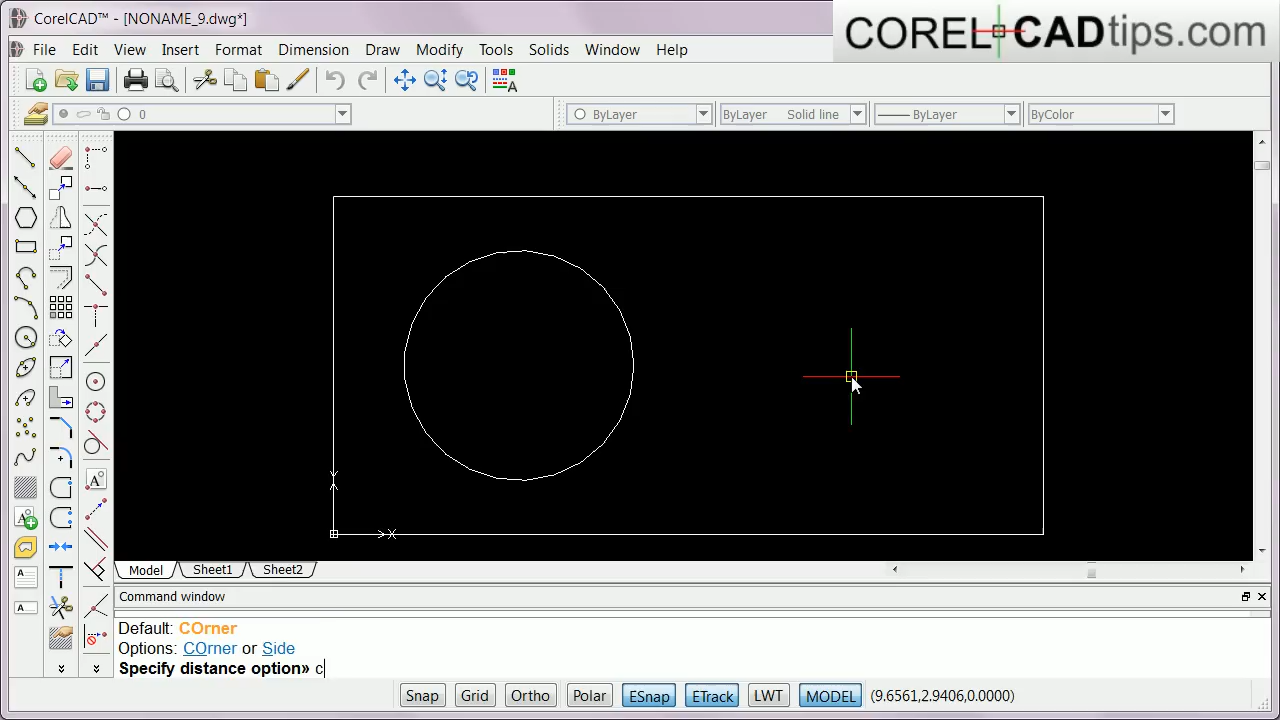 CorelCAD™ - [NONAME_9.dwg*]
COREL CADtips.com
File Edit View Insert Format Dimension Draw Modify Tools Solids Window Help
0
ByLayer
ByLayer Solid line
ByLayer
ByColor
Y
X
Model Sheet1 Sheet2
Command window
Default: COrner
Options: COrner or Side
Specify distance option» c
Snap Grid Ortho Polar ESnap ETrack LWT MODEL (9.6561,2.9406,0.0000)